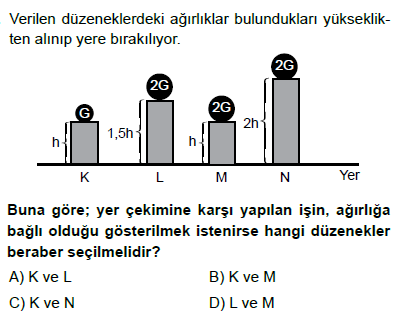 Verilen düzeneklerdeki ağırlıklar bulundukları yükseklik-
ten alınıp yere bırakılıyor.
G 2G 2G 2G
h 1,5h h 2h
K L M N Yer
Buna göre; yer çekimine karşı yapılan işin, ağırlığa
bağlı olduğu gösterilmek istenirse hangi düzenekler
beraber seçilmelidir?
A) K ve L B) K ve M
C) K ve N D) L ve M